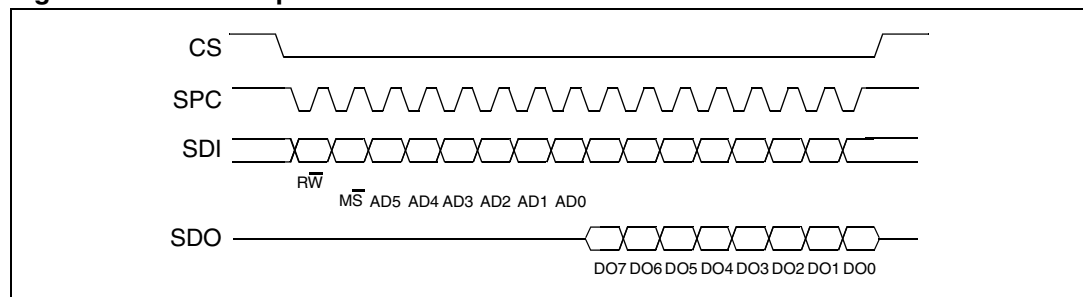 CS
SPC
SDI
RW̅
MS̅ AD5 AD4 AD3 AD2 AD1 AD0
SDO
DO7 DO6 DO5 DO4 DO3 DO2 DO1 DO0